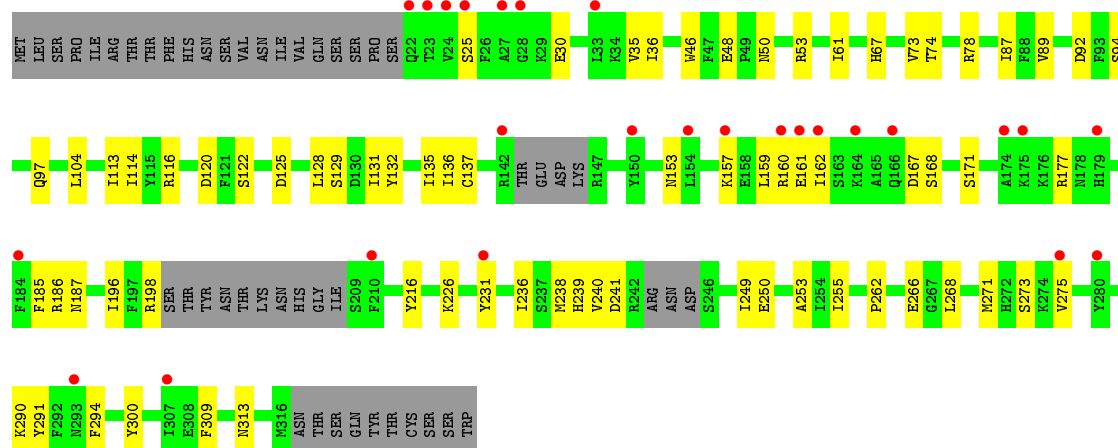 MET LEU SER PRO ILE ARG THR THR PHE HIS ASN SER VAL ASN ILE VAL GLN SER SER PRO SER Q22 T23 V24 S25 F26 A27 G28 K29 E30 L33 K34 V35 I36 W46 F47 E48 P49 N50 R53 I61 H67 V73 T74 R78 I87 F88 V89 D92 F93 S94
Q97 L104 I113 I114 Y115 R116 D120 F121 S122 D125 L128 S129 D130 I131 Y132 I135 I136 C137 R142 THR GLU ASP LYS R147 Y150 N153 L154 K157 E158 L159 R160 E161 I162 S163 K164 A165 Q166 D167 S168 S171 A174 K175 K176 R177 N178 H179
F184 F185 R186 N187 I196 F197 R198 SER THR TYR ASN THR LYS ASN HIS GLY ILE S209 F210 Y216 K226 Y231 I236 S237 M238 H239 V240 D241 R242 ARG ASN ASP S246 I249 E250 A253 I254 I255 P262 E266 G267 L268 M271 H272 S273 K274 V275 Y280
K290 Y291 F292 N293 F294 Y300 I307 E308 F309 N313 M316 ASN THR SER GLN TYR THR CYS SER SER TRP